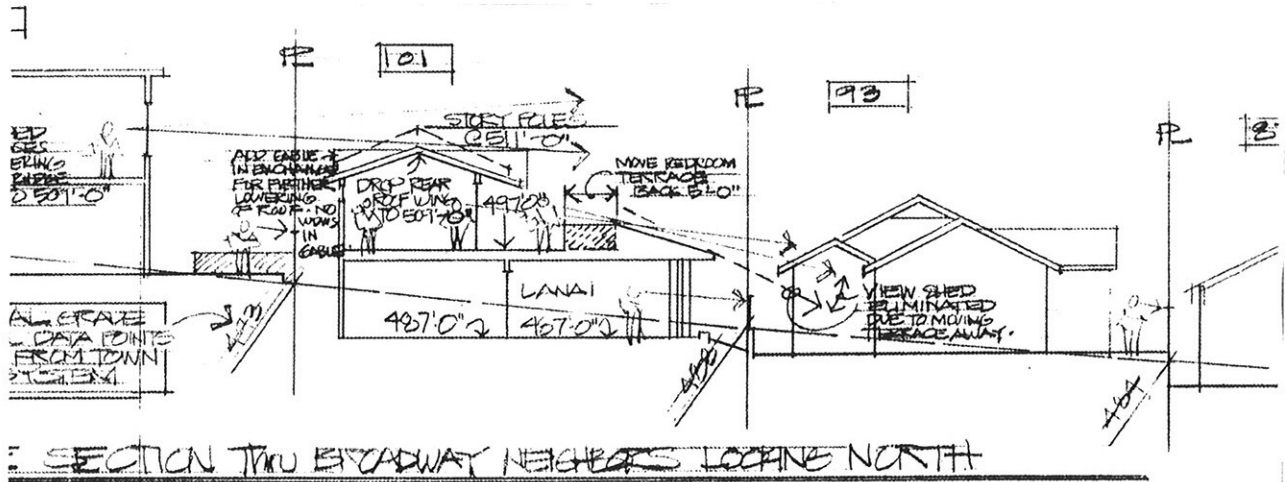 PL
101
PL
93
PL
STORY POLES
@ 511'-0"
ADD GABLE
IN EXCHANGE
FOR FURTHER
LOWERING
OF ROOF. NO
WDWS
IN
GABLE
DROP REAR
ROOF WING
TO 509'-0"
497'0"
MOVE BEDROOM
TERRACE
BACK 5'-0"
LANAI
487'0"
487'0"
VIEW SHED
ELIMINATED
DUE TO MOVING
TERRACE AWAY.
GRADE
DATA POINTS
FROM TOWN
SECTION THRU BROADWAY NEIGHBORS LOOKING NORTH